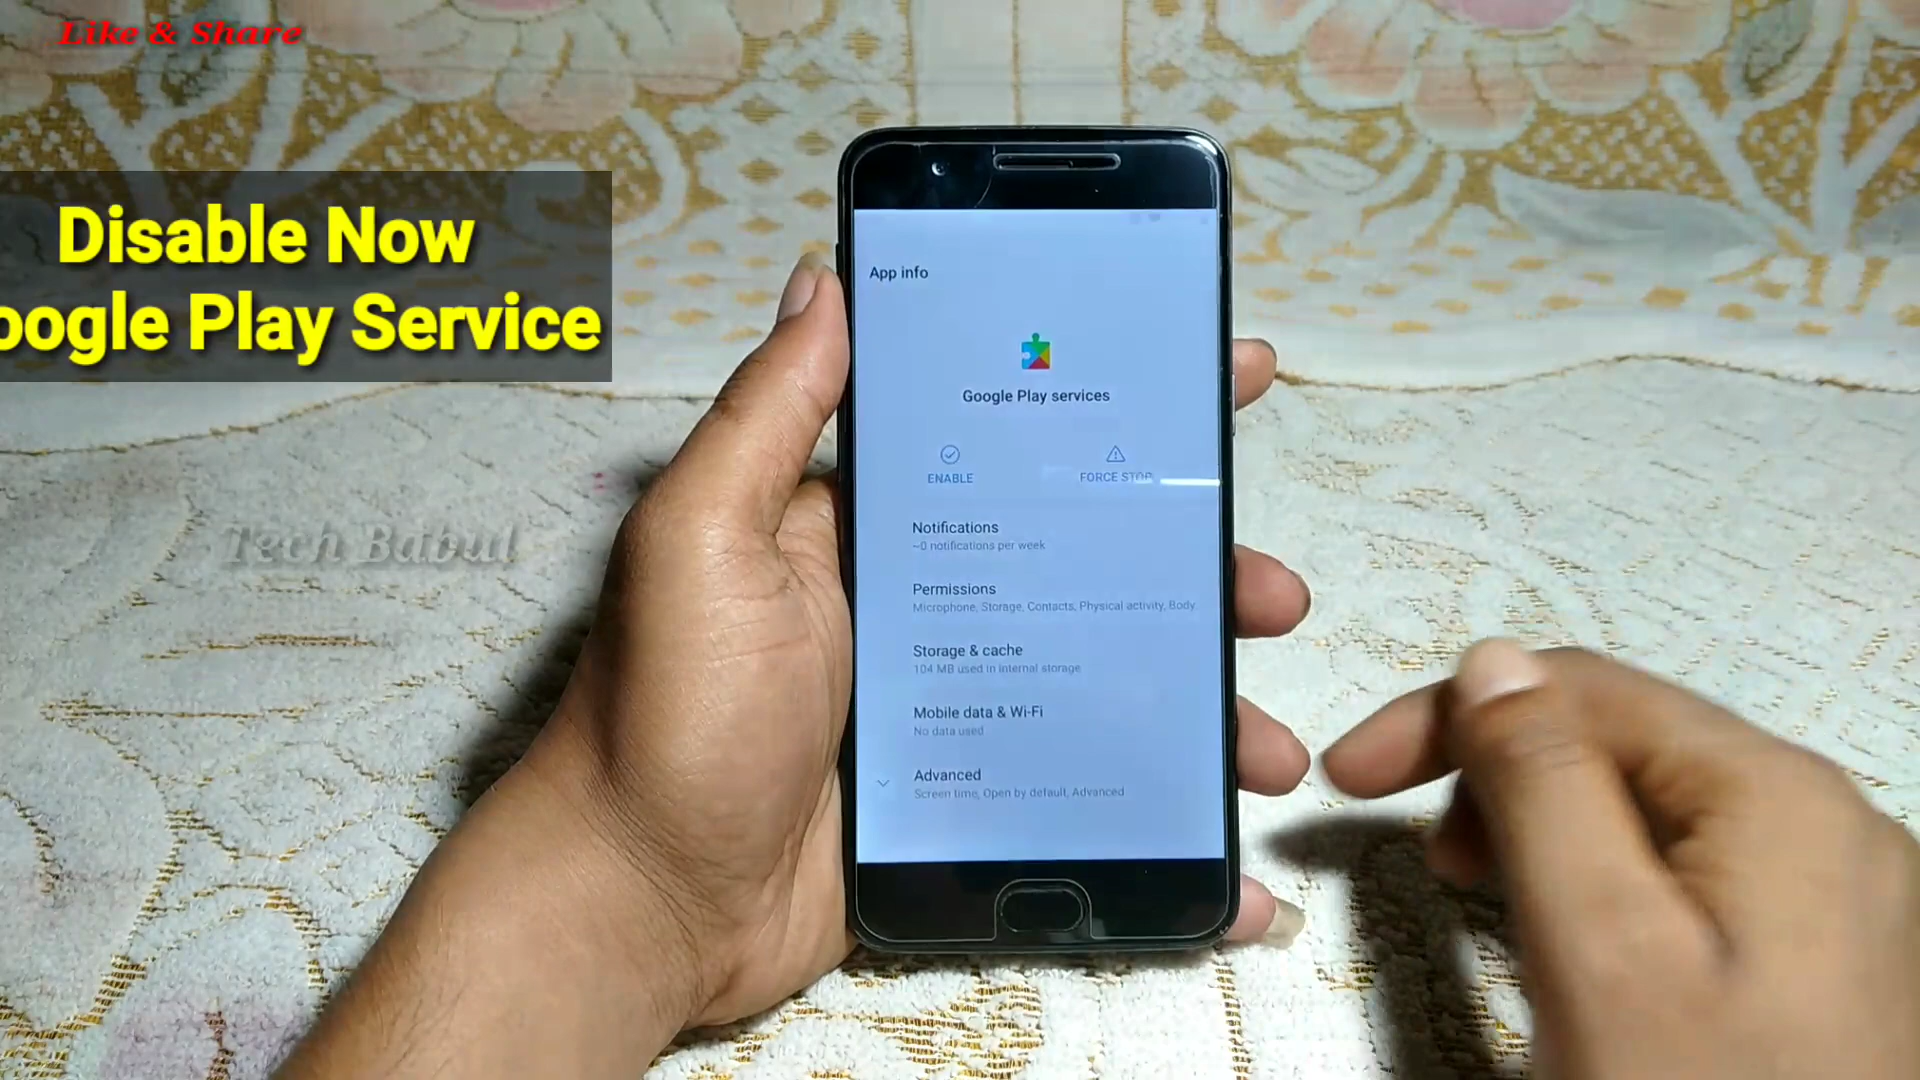 Like & Share
Disable Now
oogle Play Service
Tech Babul
App info
Google Play services
ENABLE
FORCE STOP
Notifications
~0 notifications per week
Permissions
Microphone, Storage, Contacts, Physical activity, Body
Storage & cache
104 MB used in internal storage
Mobile data & Wi-Fi
No data used
Advanced
Screen time, Open by default, Advanced